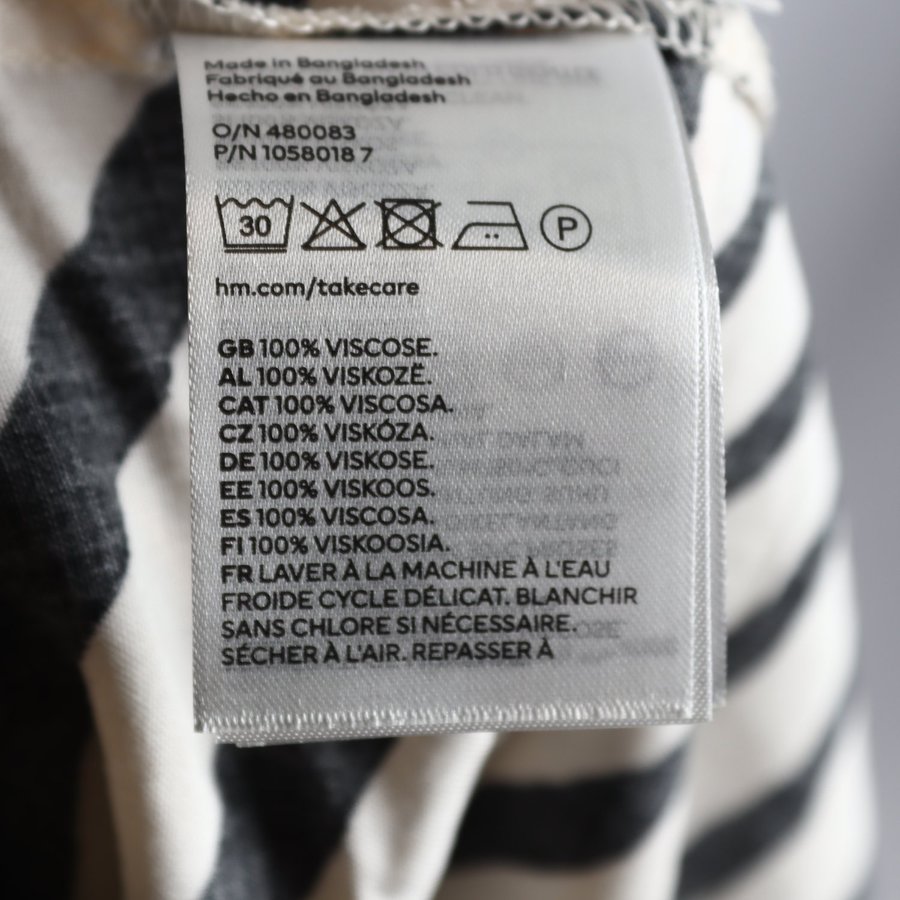 Made in Bangladesh
Fabriqué au Bangladesh
Hecho en Bangladesh
O/N 480083
P/N 1058018 7
30 P
hm.com/takecare
GB 100% VISCOSE.
AL 100% VISKOZË.
CAT 100% VISCOSA.
CZ 100% VISKÓZA.
DE 100% VISKOSE.
EE 100% VISKOOS.
ES 100% VISCOSA.
FI 100% VISKOOSIA.
FR LAVER À LA MACHINE À L'EAU
FROIDE CYCLE DÉLICAT. BLANCHIR
SANS CHLORE SI NÉCESSAIRE.
SÉCHER À L'AIR. REPASSER À